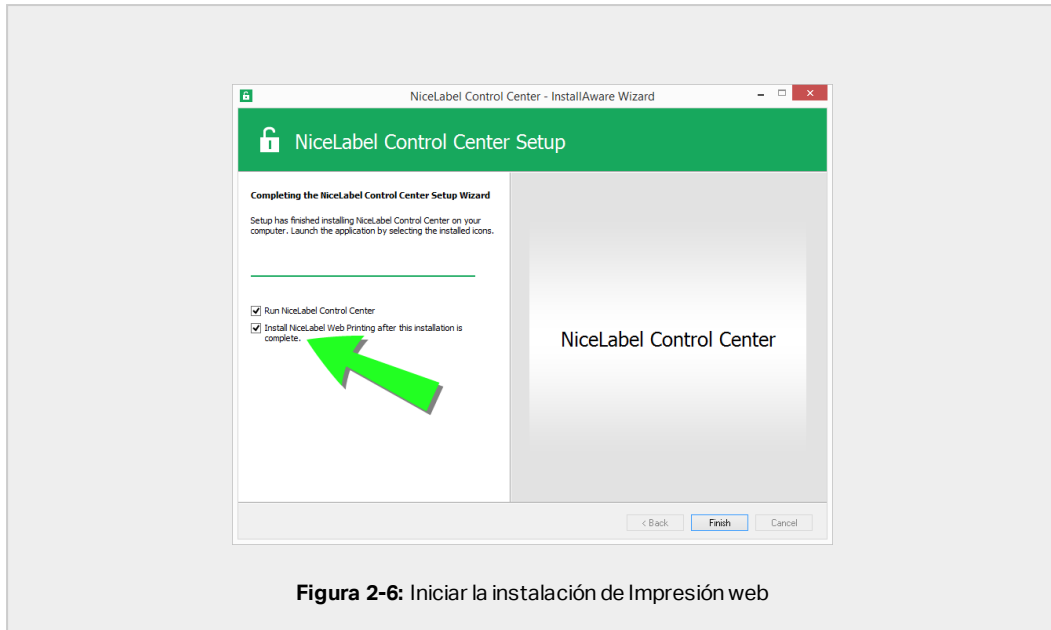 NiceLabel Control Center - InstallAware Wizard
NiceLabel Control Center Setup
Completing the NiceLabel Control Center Setup Wizard
Setup has finished installing NiceLabel Control Center on your
computer. Launch the application by selecting the installed icons.
Run NiceLabel Control Center
Install NiceLabel Web Printing after this installation is
complete.
NiceLabel Control Center
< Back
Finish
Cancel
Figura 2-6: Iniciar la instalación de Impresión web